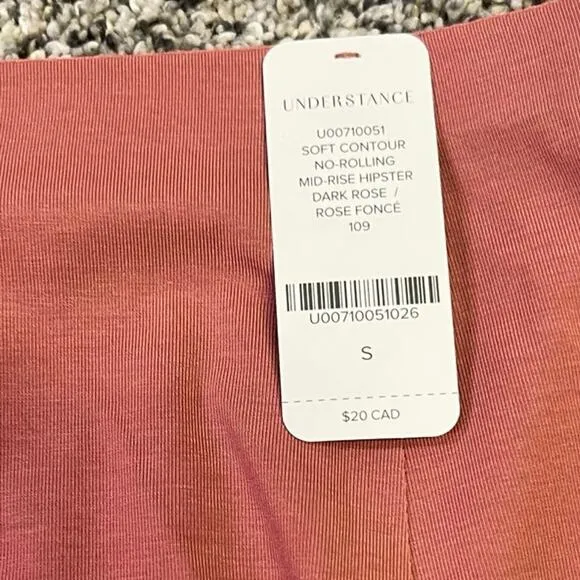 UNDERSTANCE
U00710051
SOFT CONTOUR
NO-ROLLING
MID-RISE HIPSTER
DARK ROSE /
ROSE FONCÉ
109
U00710051026
S
$20 CAD